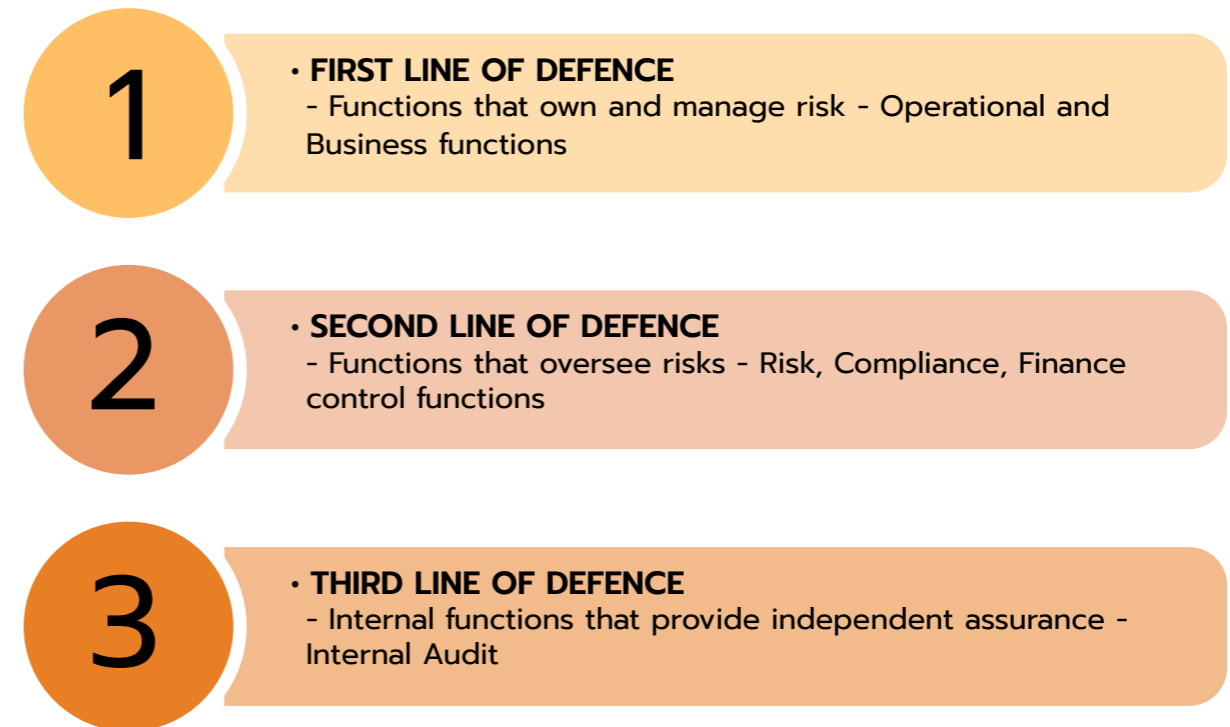 1
• FIRST LINE OF DEFENCE
- Functions that own and manage risk - Operational and
Business functions
2
• SECOND LINE OF DEFENCE
- Functions that oversee risks - Risk, Compliance, Finance
control functions
3
• THIRD LINE OF DEFENCE
- Internal functions that provide independent assurance -
Internal Audit